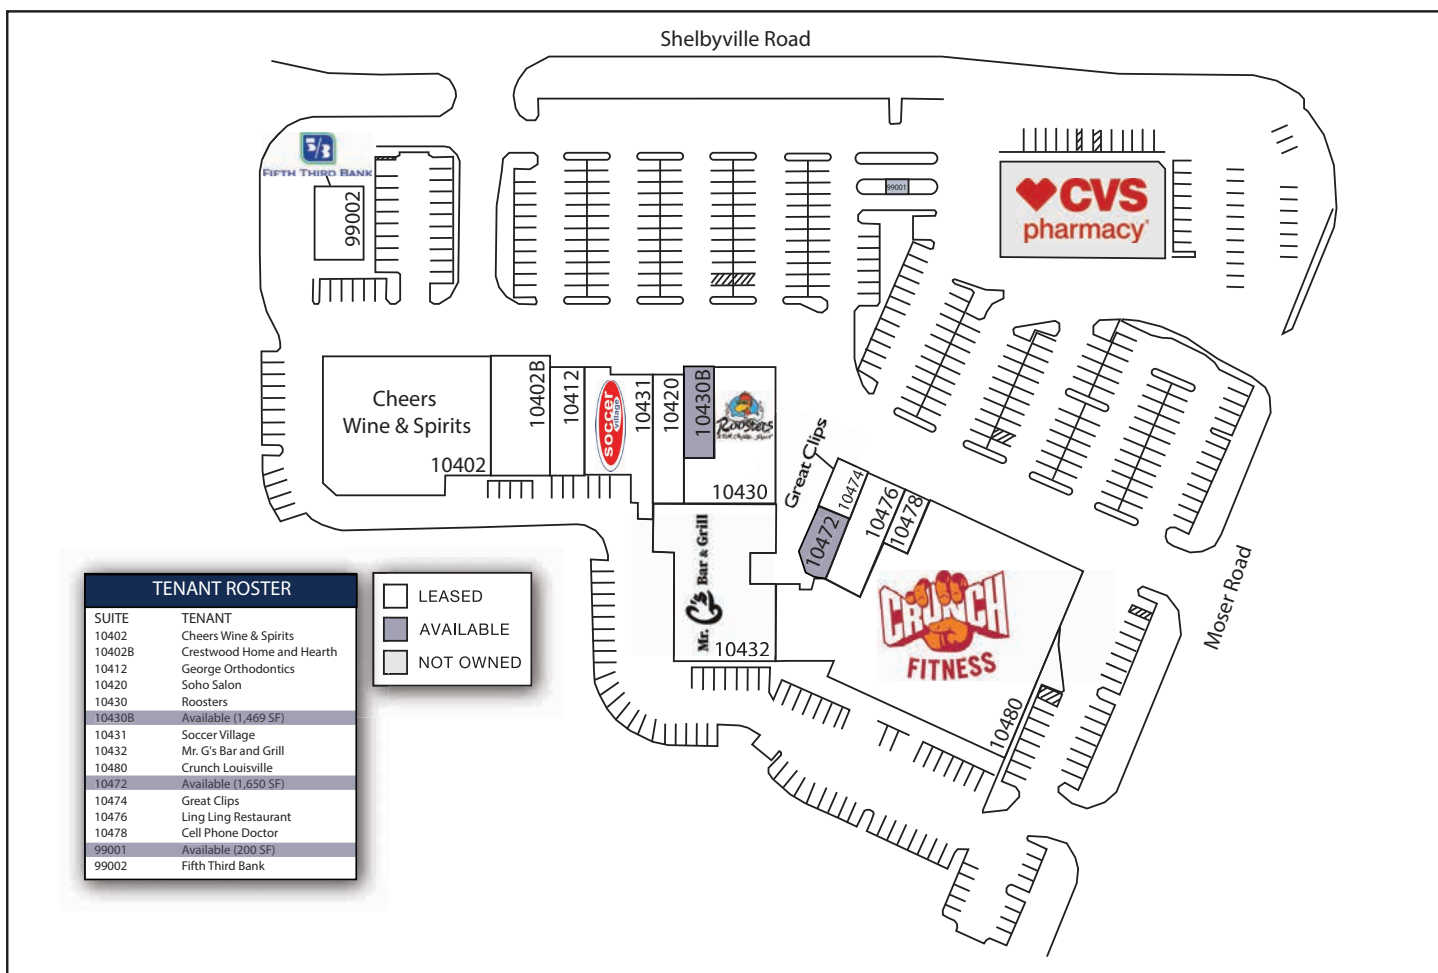 Shelbyville Road
FIFTH THIRD BANK
99002
99001
CVS
pharmacy
Cheers
Wine & Spirits
10402
10402B
10412
soccer
village
10431
10420
10430B
Roosters
10430
Great Clips
10474
10472
10476
10478
Mr. G's Bar & Grill
10432
CRUNCH
FITNESS
10480
Moser Road
TENANT ROSTER
SUITE TENANT
10402 Cheers Wine & Spirits
10402B Crestwood Home and Hearth
10412 George Orthodontics
10420 Soho Salon
10430 Roosters
10430B Available (1,469 SF)
10431 Soccer Village
10432 Mr. G's Bar and Grill
10480 Crunch Louisville
10472 Available (1,650 SF)
10474 Great Clips
10476 Ling Ling Restaurant
10478 Cell Phone Doctor
99001 Available (200 SF)
99002 Fifth Third Bank
LEASED
AVAILABLE
NOT OWNED